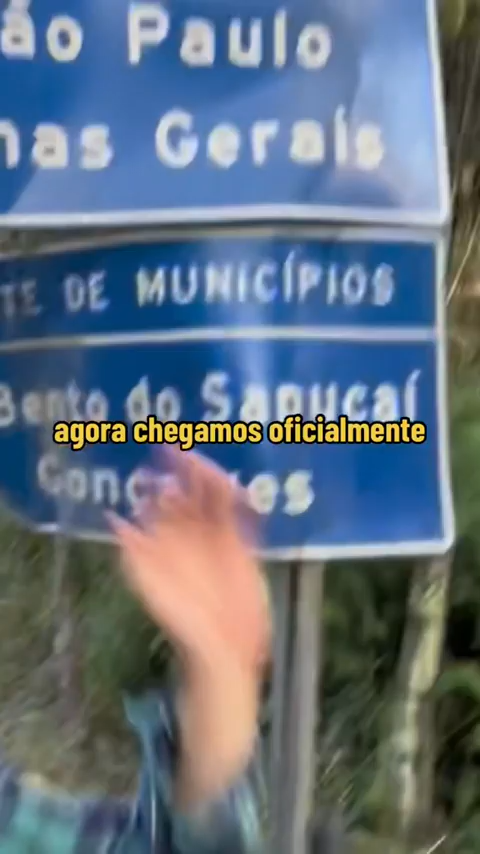 ão Paulo
nas Gerais
TE DE MUNICÍPIOS
Bento do Sapucaí
agora chegamos oficialmente